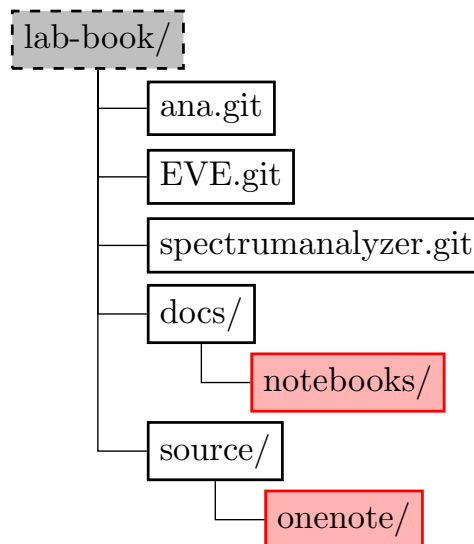 lab-book/
ana.git
EVE.git
spectrumanalyzer.git
docs/
notebooks/
source/
onenote/